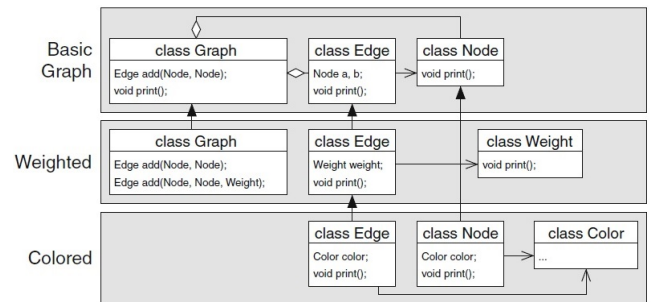 Basic
Graph
class Graph
Edge add(Node, Node);
void print();
class Edge
Node a, b;
void print();
class Node
void print();
Weighted
class Graph
Edge add(Node, Node);
Edge add(Node, Node, Weight);
class Edge
Weight weight;
void print();
class Weight
void print();
Colored
class Edge
Color color;
void print();
class Node
Color color;
void print();
class Color
...